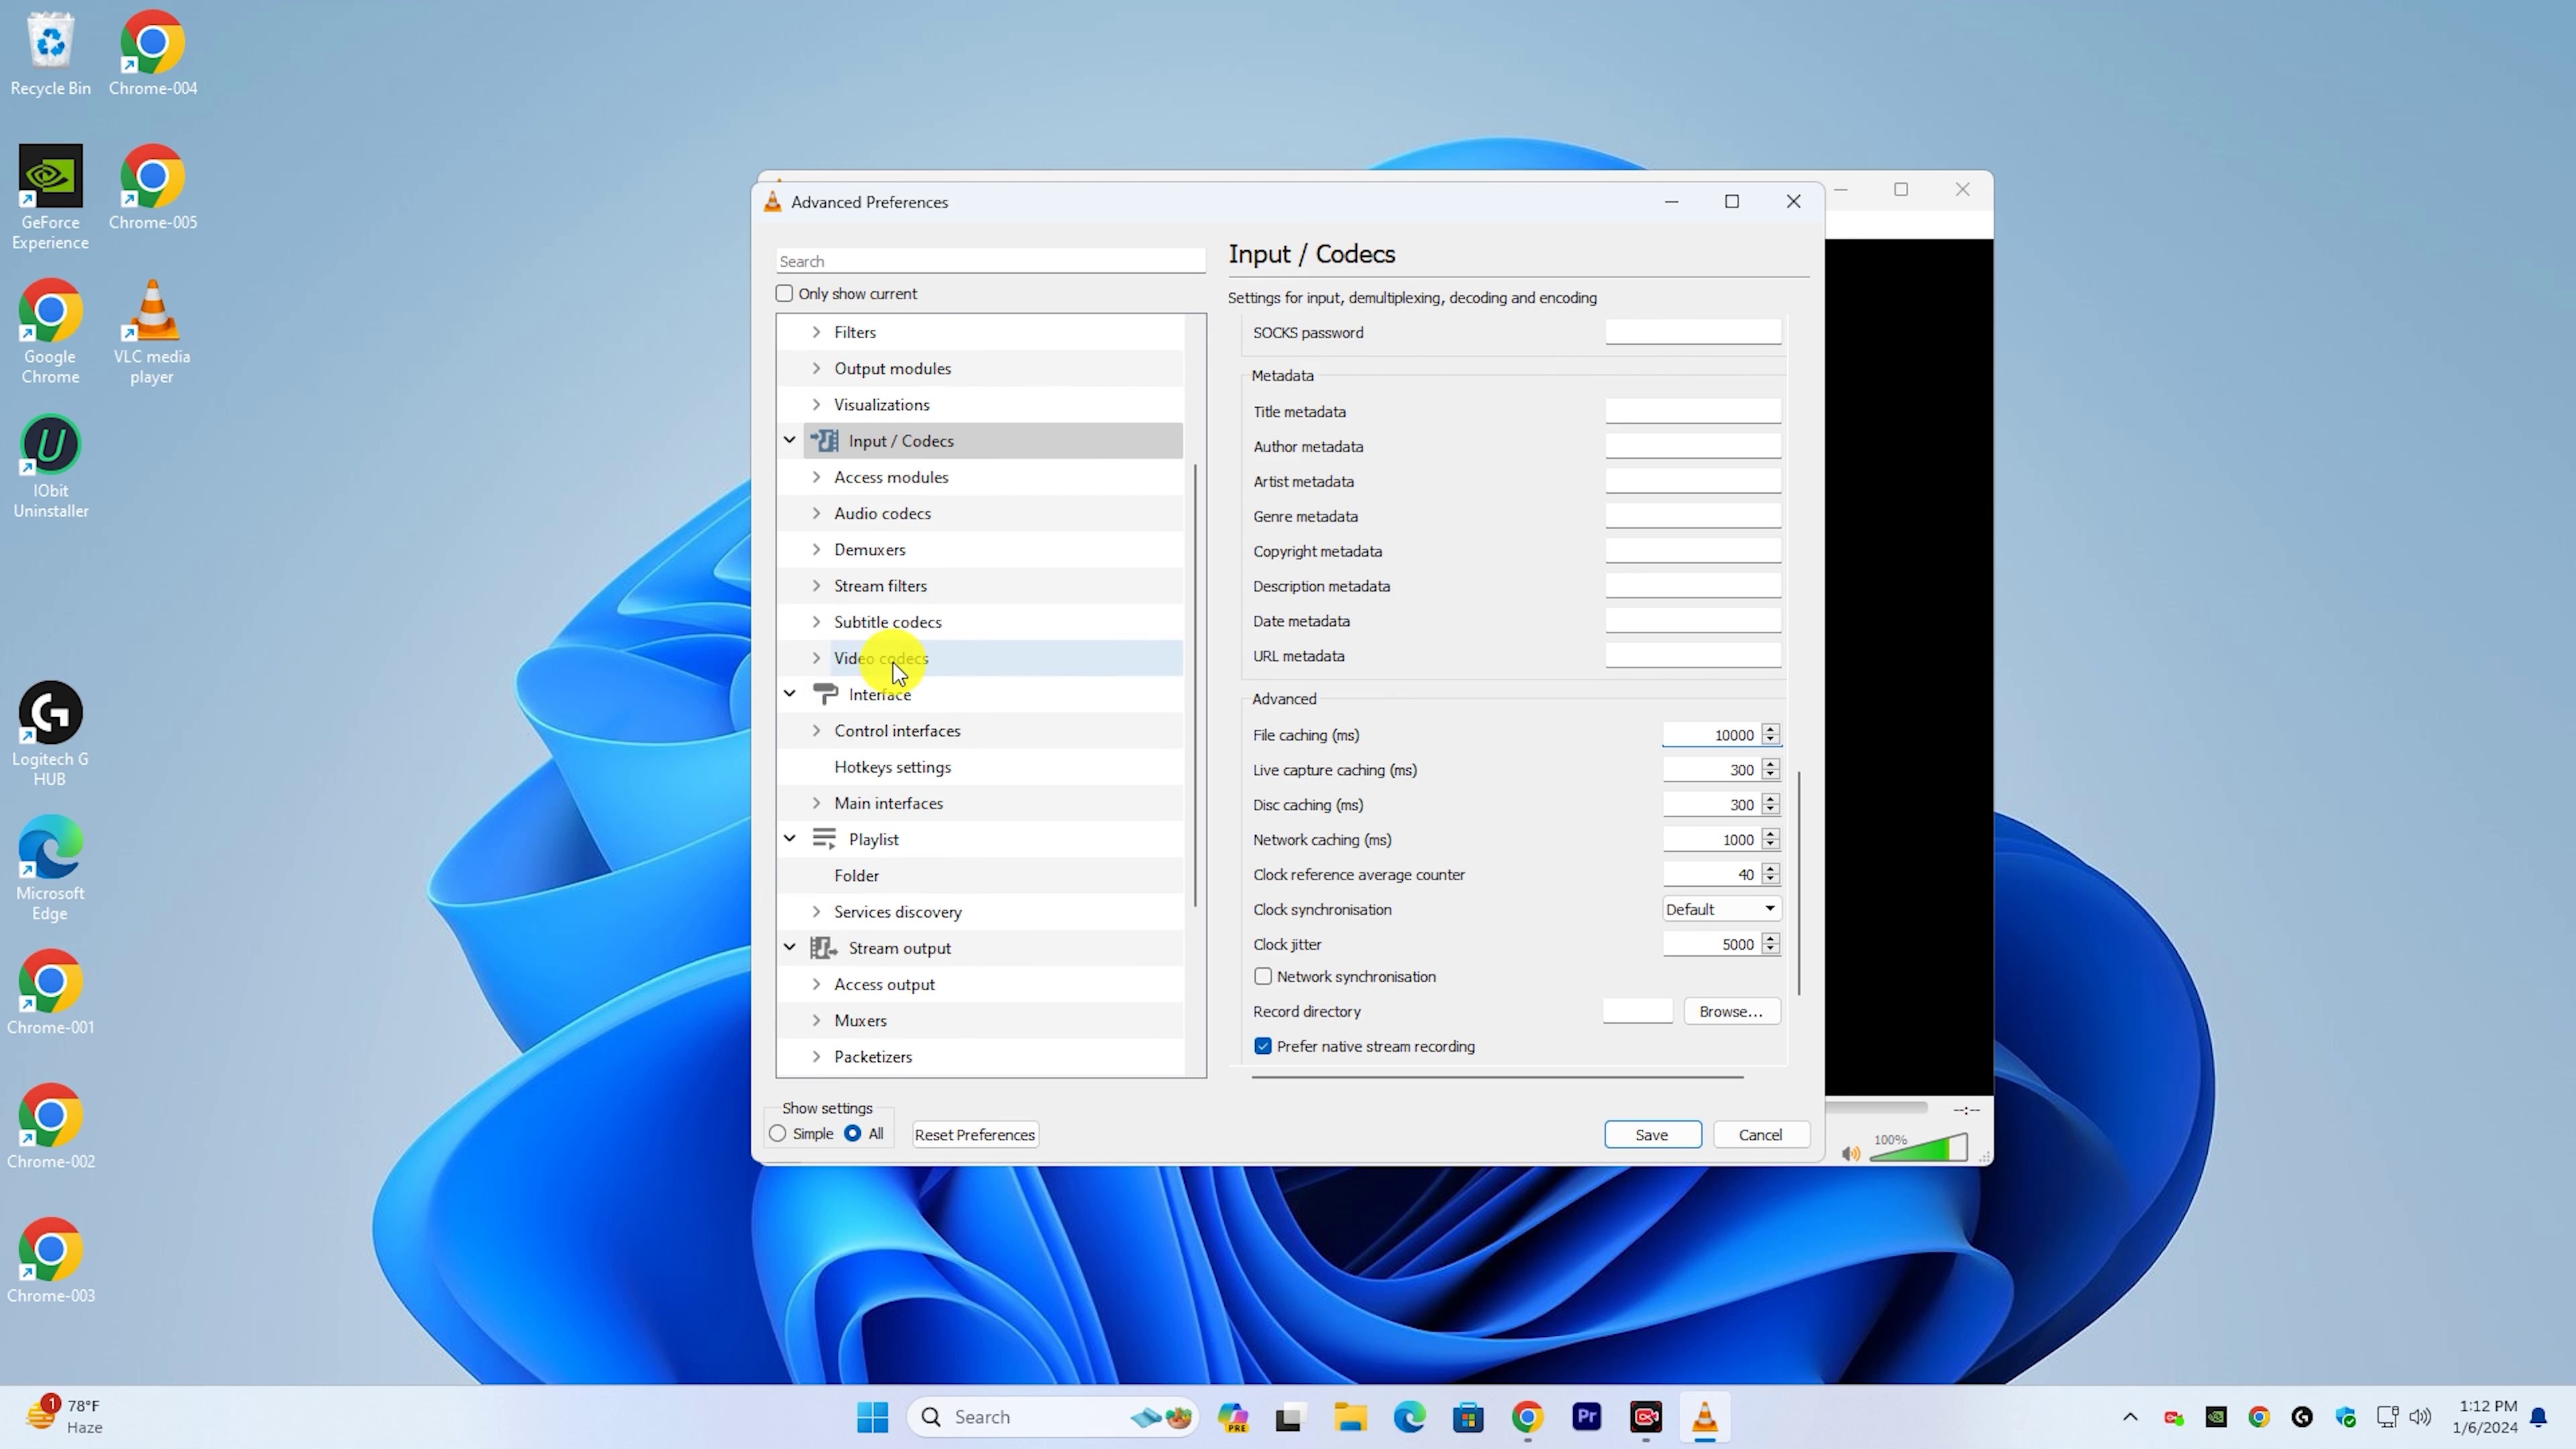 Recycle Bin
Chrome-004
GeForce
Experience
Chrome-005
Google
Chrome
VLC media
player
IObit
Uninstaller
Logitech G
HUB
Microsoft
Edge
Chrome-001
Chrome-002
Chrome-003
Advanced Preferences
Search
Only show current
Filters
Output modules
Visualizations
Input / Codecs
Access modules
Audio codecs
Demuxers
Stream filters
Subtitle codecs
Video codecs
Interface
Control interfaces
Hotkeys settings
Main interfaces
Playlist
Folder
Services discovery
Stream output
Access output
Muxers
Packetizers
Show settings
Simple
All
Reset Preferences
Input / Codecs
Settings for input, demultiplexing, decoding and encoding
SOCKS password
Metadata
Title metadata
Author metadata
Artist metadata
Genre metadata
Copyright metadata
Description metadata
Date metadata
URL metadata
Advanced
File caching (ms) 10000
Live capture caching (ms) 300
Disc caching (ms) 300
Network caching (ms) 1000
Clock reference average counter 40
Clock synchronisation Default
Clock jitter 5000
Network synchronisation
Record directory Browse...
Prefer native stream recording
Save
Cancel
--:--
100%
1
78°F
Haze
Search
PRE
Pr
1:12 PM
1/6/2024